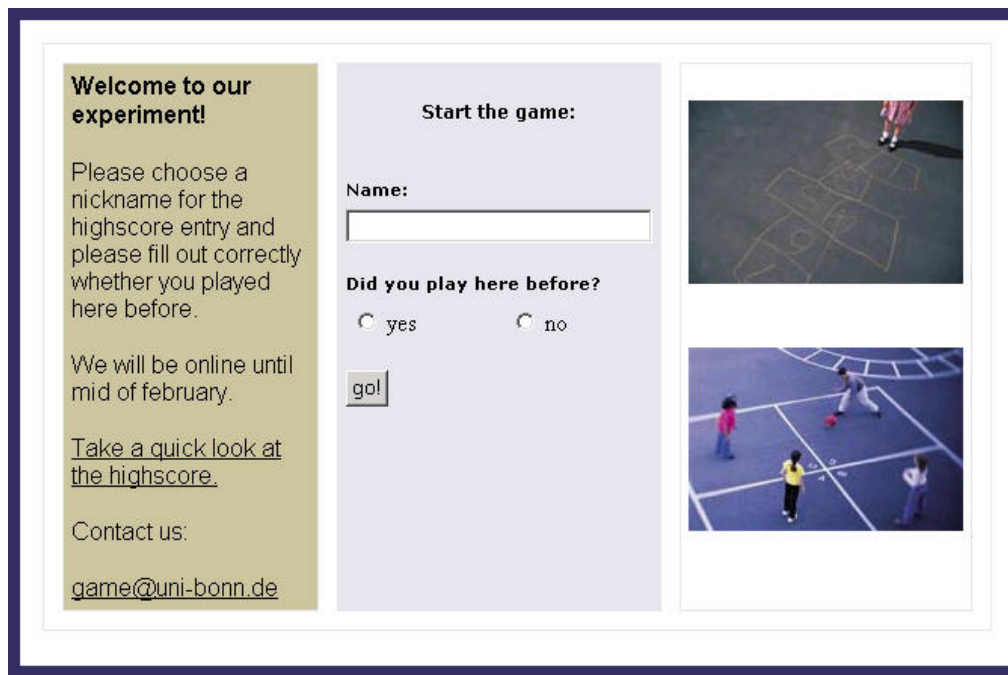 Welcome to our
experiment!
Please choose a
nickname for the
highscore entry and
please fill out correctly
whether you played
here before.
We will be online until
mid of february.
Take a quick look at
the highscore.
Contact us:
game@uni-bonn.de
Start the game:
Name:
Did you play here before?
yes no
go!